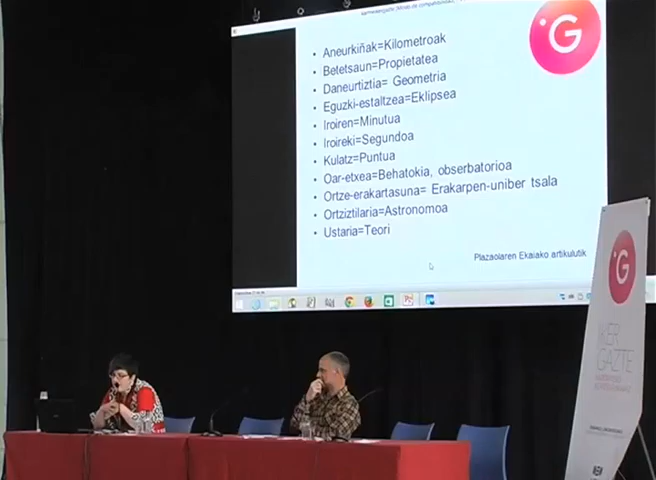 • Aneurkiñak=Kilometroak
• Betetsaun=Propietatea
• Daneurtiztia= Geometria
• Eguzki-estaltzea=Eklipsea
• Iroiren=Minutua
• Iroireki=Segundoa
• Kulatz=Puntua
• Oar-etxea=Behatokia, obserbatorioa
• Ortze-erakartasuna= Erakarpen-uniber tsala
• Ortziztilaria=Astronomoa
• Ustaria=Teori
Plazaolaren Ekaiako artikulutik
G
G
GAZTE